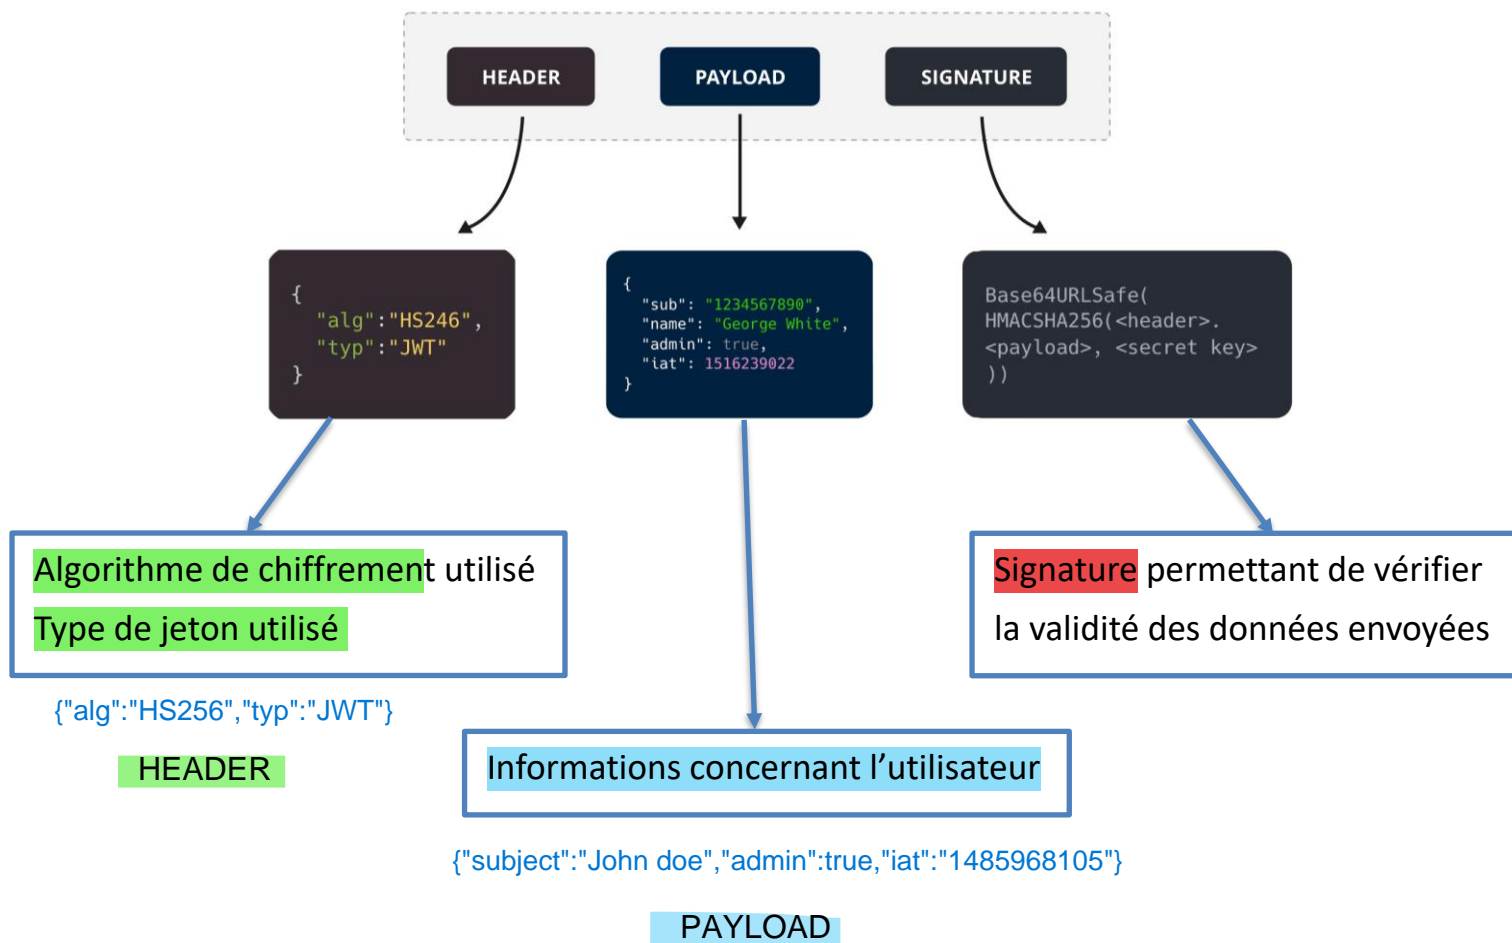 HEADER
PAYLOAD
SIGNATURE
{
"alg":"HS246",
"typ":"JWT"
}
{
"sub": "1234567890",
"name": "George White",
"admin": true,
"iat": 1516239022
}
Base64URLSafe(
HMACSHA256(<header>.
<payload>, <secret key>
))
Algorithme de chiffrement utilisé
Type de jeton utilisé
Signature permettant de vérifier
la validité des données envoyées
{"alg":"HS256","typ":"JWT"}
HEADER
Informations concernant l’utilisateur
{"subject":"John doe","admin":true,"iat":"1485968105"}
PAYLOAD